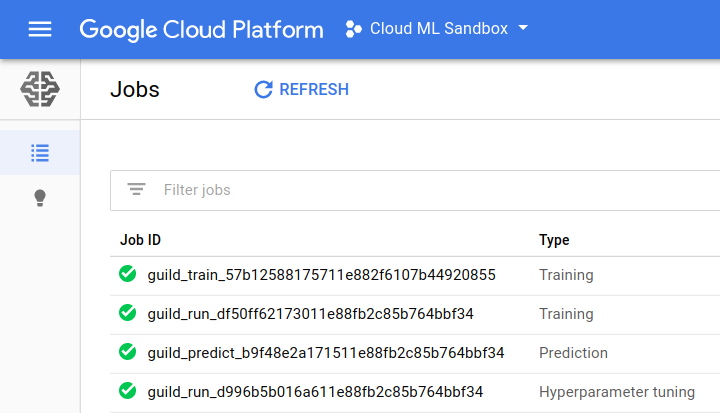 Google Cloud Platform Cloud ML Sandbox
Jobs REFRESH
Filter jobs
Job ID Type
guild_train_57b12588175711e882f6107b44920855 Training
guild_run_df50ff62173011e88fb2c85b764bbf34 Training
guild_predict_b9f48e2a171511e88fb2c85b764bbf34 Prediction
guild_run_d996b5b016a611e88fb2c85b764bbf34 Hyperparameter tuning